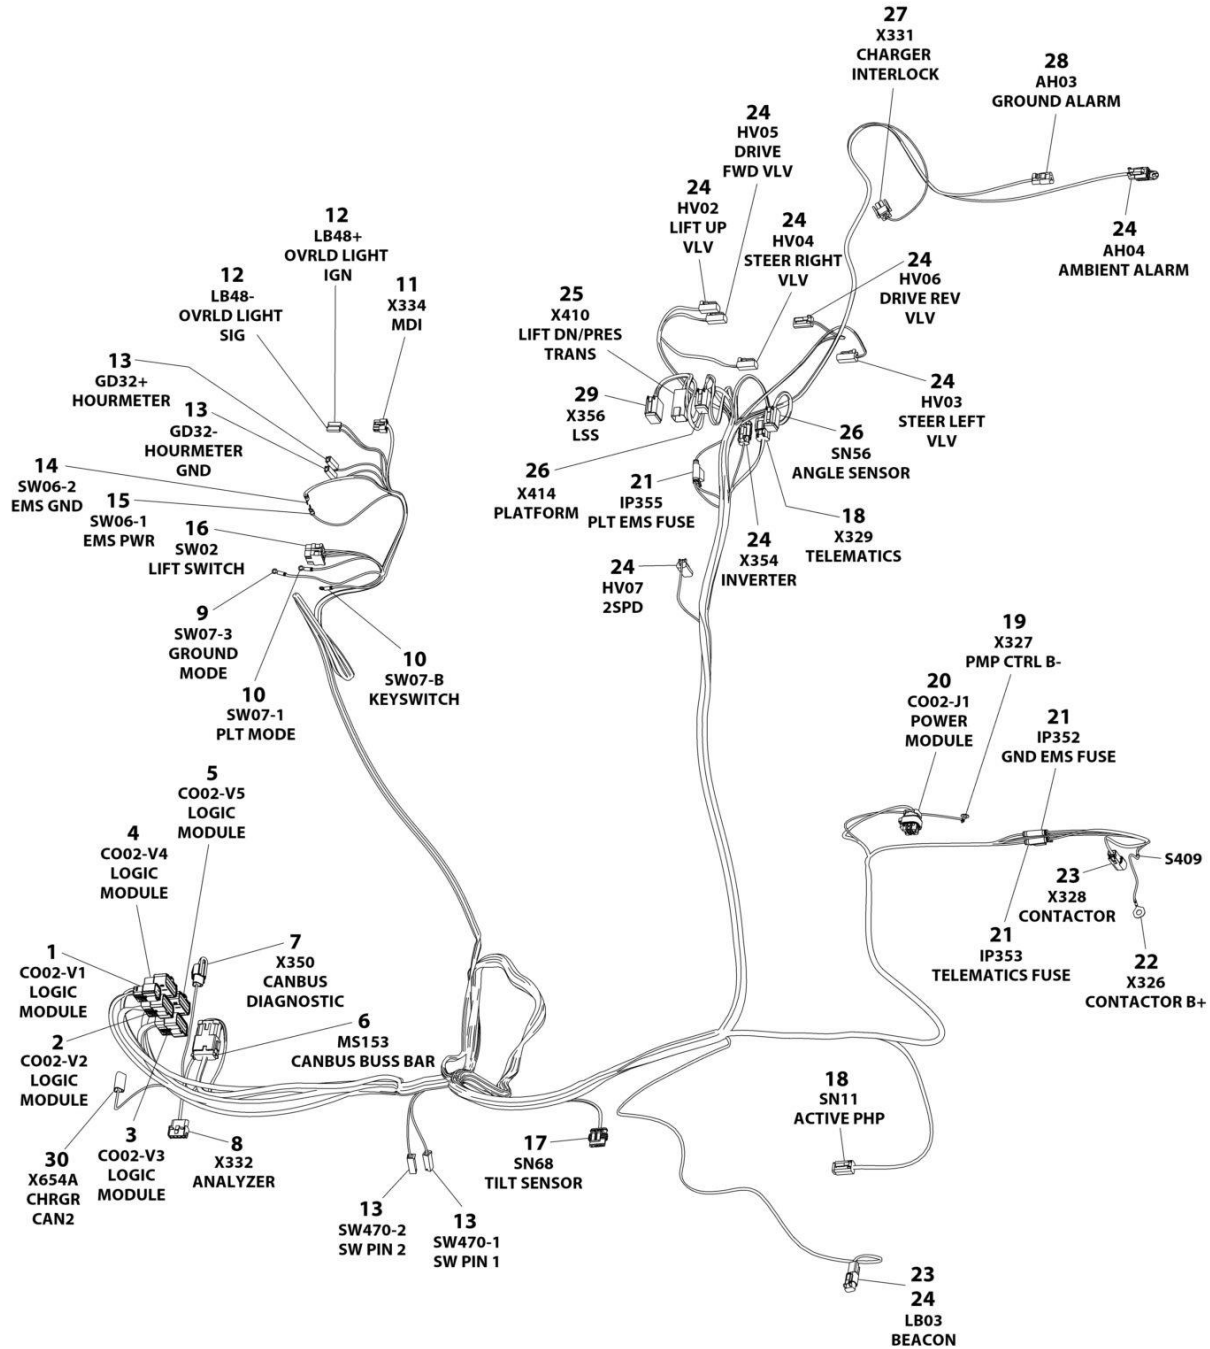 27
X331
CHARGER
INTERLOCK
28
AH03
GROUND ALARM
24
HV05
DRIVE
FWD VLV
24
HV02
LIFT UP
VLV
24
HV04
STEER RIGHT
VLV
24
AH04
AMBIENT ALARM
24
HV06
DRIVE REV
VLV
12
LB48+
OVRLD LIGHT
IGN
12
LB48-
OVRLD LIGHT
SIG
11
X334
MDI
25
X410
LIFT DN/PRES
TRANS
13
GD32+
HOURMETER
13
GD32-
HOURMETER
GND
29
X356
LSS
24
HV03
STEER LEFT
VLV
14
SW06-2
EMS GND
15
SW06-1
EMS PWR
26
X414
PLATFORM
21
IP355
PLT EMS FUSE
26
SN56
ANGLE SENSOR
16
SW02
LIFT SWITCH
24
X354
INVERTER
18
X329
TELEMATICS
24
HV07
2SPD
9
SW07-3
GROUND
MODE
10
SW07-B
KEYSWITCH
10
SW07-1
PLT MODE
19
X327
PMP CTRL B-
20
CO02-J1
POWER
MODULE
21
IP352
GND EMS FUSE
5
CO02-V5
LOGIC
MODULE
4
CO02-V4
LOGIC
MODULE
S409
23
X328
CONTACTOR
21
IP353
TELEMATICS FUSE
22
X326
CONTACTOR B+
1
CO02-V1
LOGIC
MODULE
7
X350
CANBUS
DIAGNOSTIC
6
MS153
CANBUS BUSS BAR
2
CO02-V2
LOGIC
MODULE
18
SN11
ACTIVE PHP
3
CO02-V3
LOGIC
MODULE
8
X332
ANALYZER
17
SN68
TILT SENSOR
30
X654A
CHRGR
CAN2
13
SW470-2
SW PIN 2
13
SW470-1
SW PIN 1
23
24
LB03
BEACON